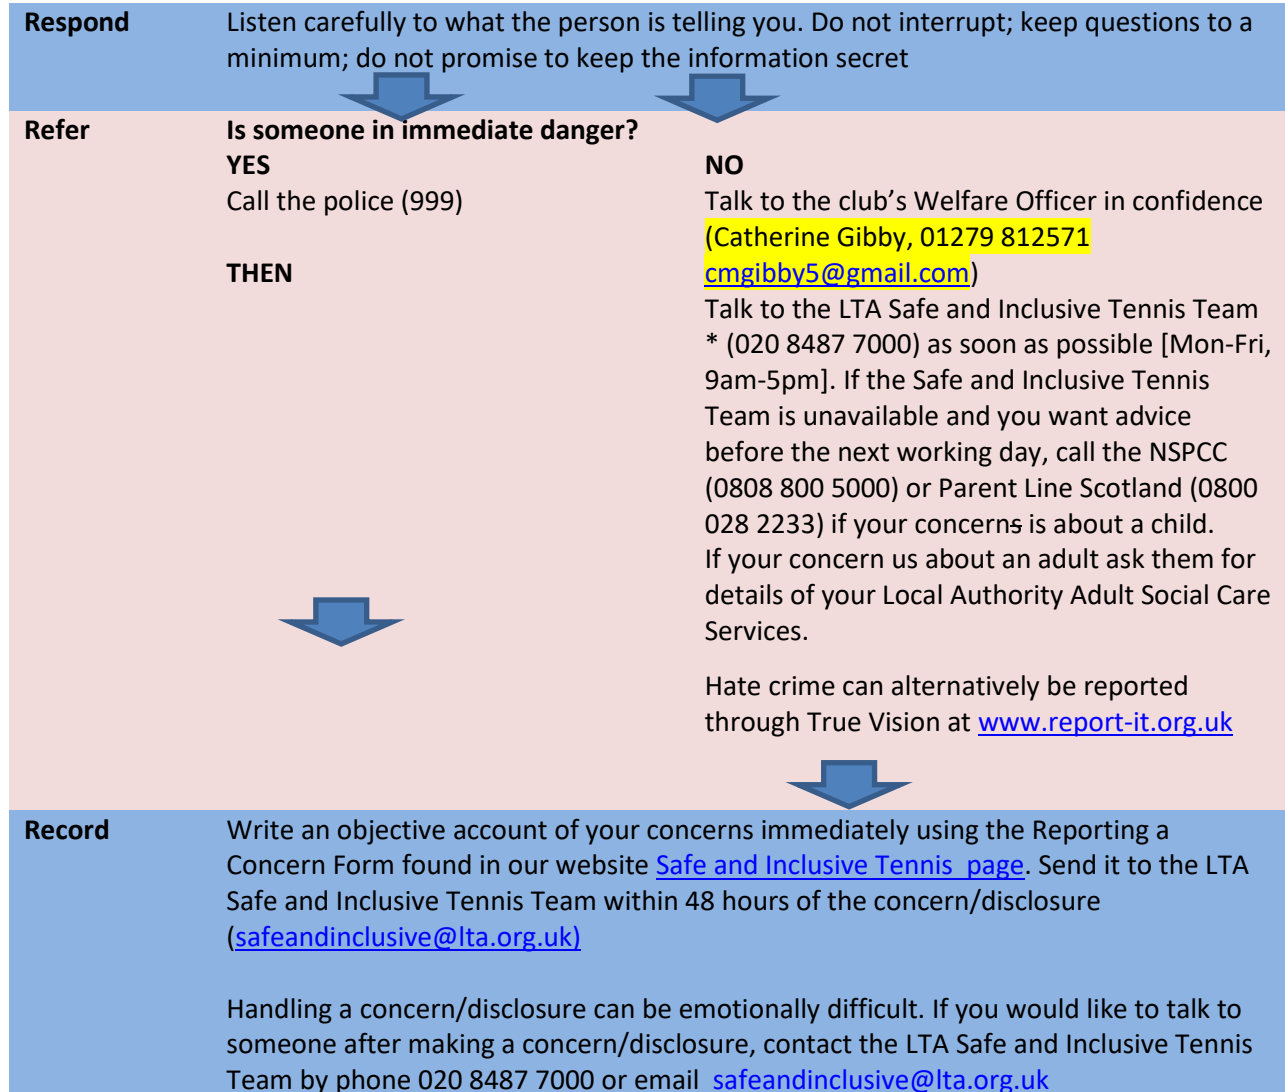 Respond
Listen carefully to what the person is telling you. Do not interrupt; keep questions to a
minimum; do not promise to keep the information secret
Refer
Is someone in immediate danger?
YES
Call the police (999)
THEN
NO
Talk to the club’s Welfare Officer in confidence
(Catherine Gibby, 01279 812571
cmgibby5@gmail.com)
Talk to the LTA Safe and Inclusive Tennis Team
* (020 8487 7000) as soon as possible [Mon-Fri,
9am-5pm]. If the Safe and Inclusive Tennis
Team is unavailable and you want advice
before the next working day, call the NSPCC
(0808 800 5000) or Parent Line Scotland (0800
028 2233) if your concerns is about a child.
If your concern us about an adult ask them for
details of your Local Authority Adult Social Care
Services.
Hate crime can alternatively be reported
through True Vision at www.report-it.org.uk
Record
Write an objective account of your concerns immediately using the Reporting a
Concern Form found in our website Safe and Inclusive Tennis  page. Send it to the LTA
Safe and Inclusive Tennis Team within 48 hours of the concern/disclosure
(safeandinclusive@lta.org.uk)
Handling a concern/disclosure can be emotionally difficult. If you would like to talk to
someone after making a concern/disclosure, contact the LTA Safe and Inclusive Tennis
Team by phone 020 8487 7000 or email  safeandinclusive@lta.org.uk